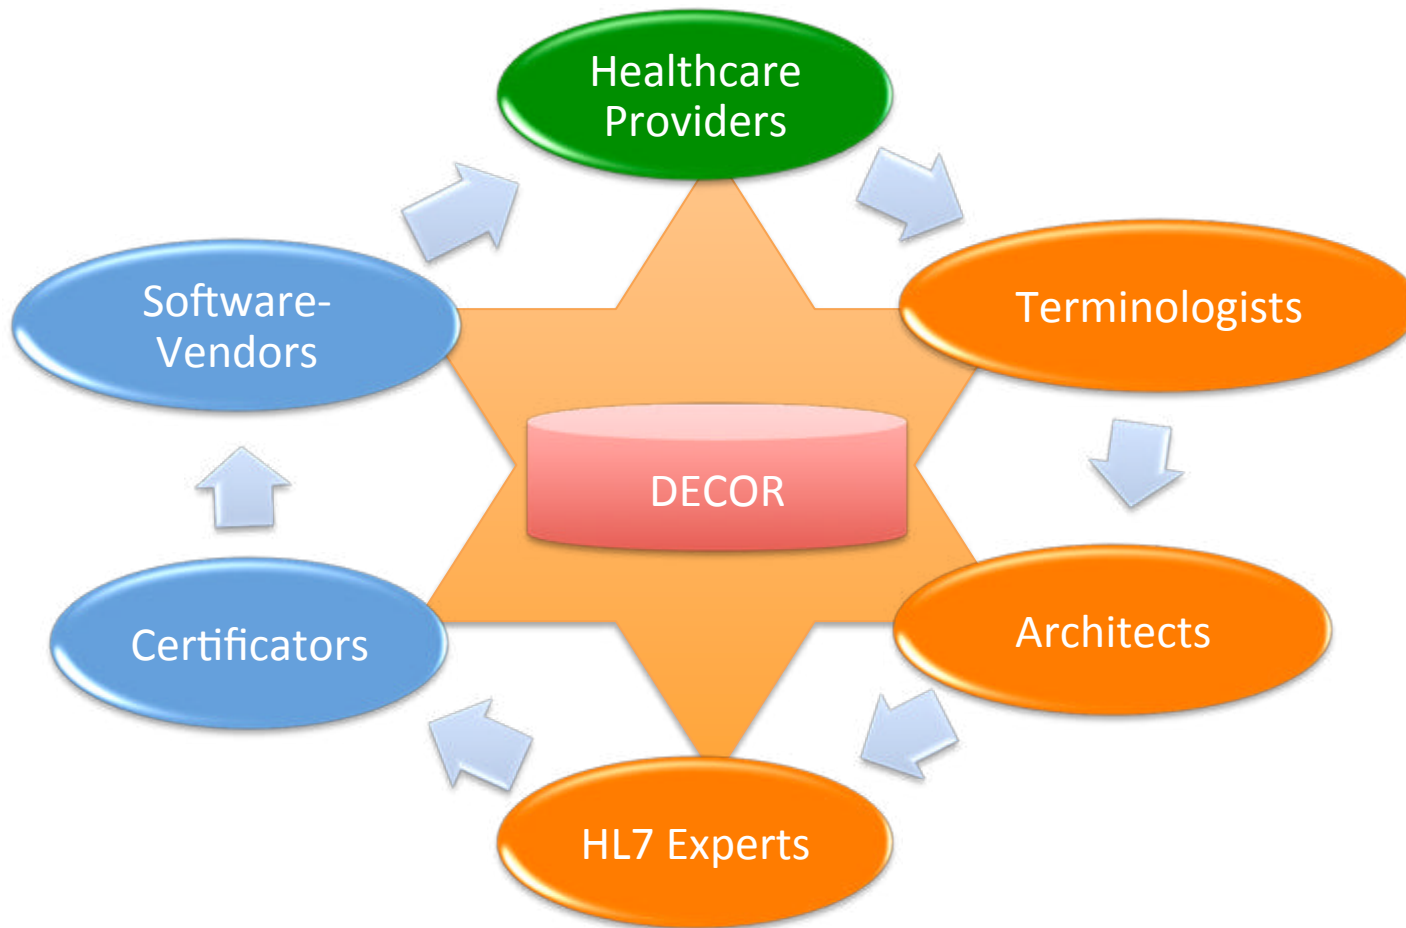 Healthcare
Providers
Software-
Vendors
Terminologists
DECOR
Certificators
Architects
HL7 Experts